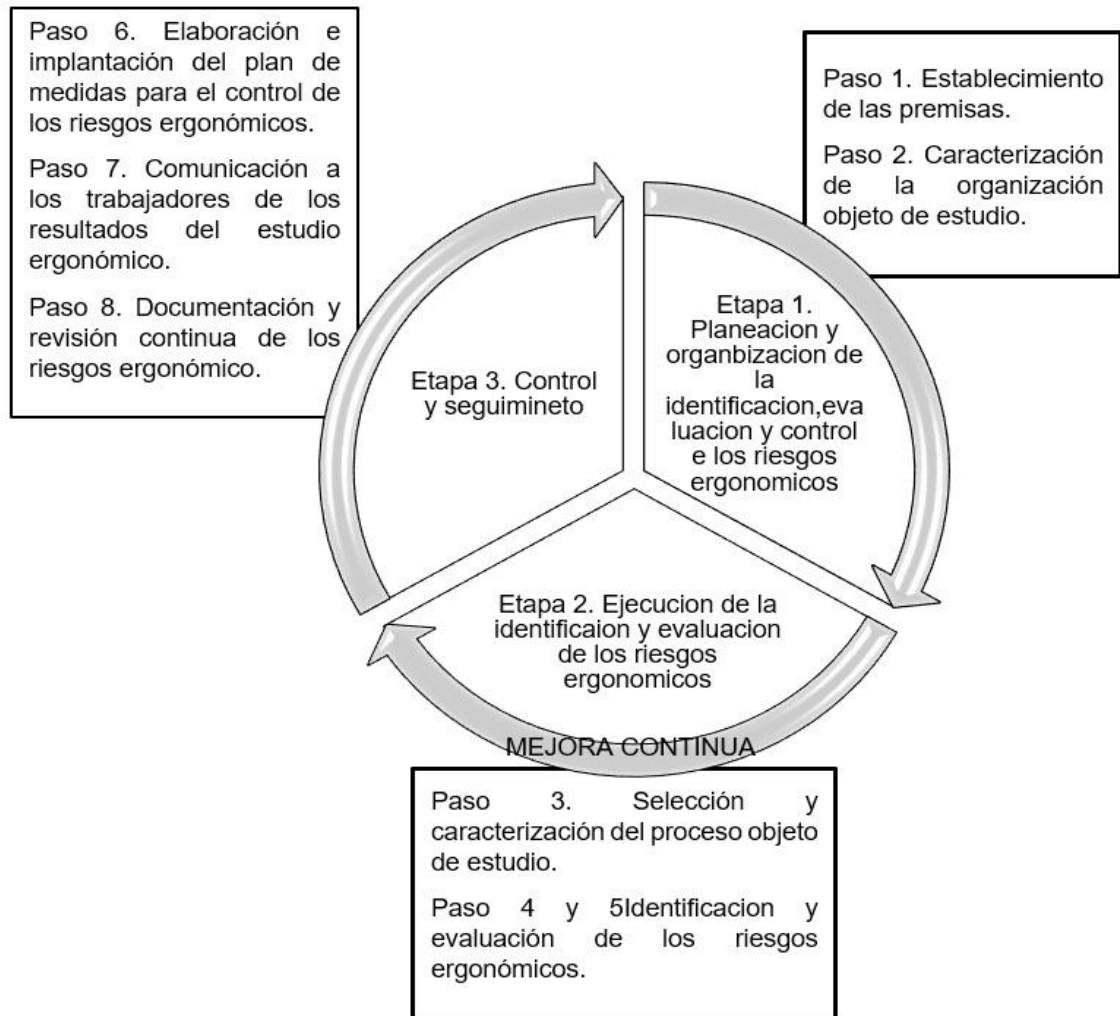 Paso 6. Elaboración e
implantación del plan de
medidas para el control de
los riesgos ergonómicos.
Paso 7. Comunicación a
los trabajadores de los
resultados del estudio
ergonómico.
Paso 8. Documentación y
revisión continua de los
riesgos ergonómico.
Paso 1. Establecimiento
de las premisas.
Paso 2. Caracterización
de la organización
objeto de estudio.
Etapa 1.
Planeacion y
organbizacion de
la
identificacion,eva
luacion y control
e los riesgos
ergonomicos
Etapa 3. Control
y seguimineto
Etapa 2. Ejecucion de la
identificaion y evaluacion
de los riesgos
ergonomicos
MEJORA CONTINUA
Paso 3. Selección y
caracterización del proceso objeto
de estudio.
Paso 4 y 5Identificacion y
evaluación de los riesgos
ergonómicos.